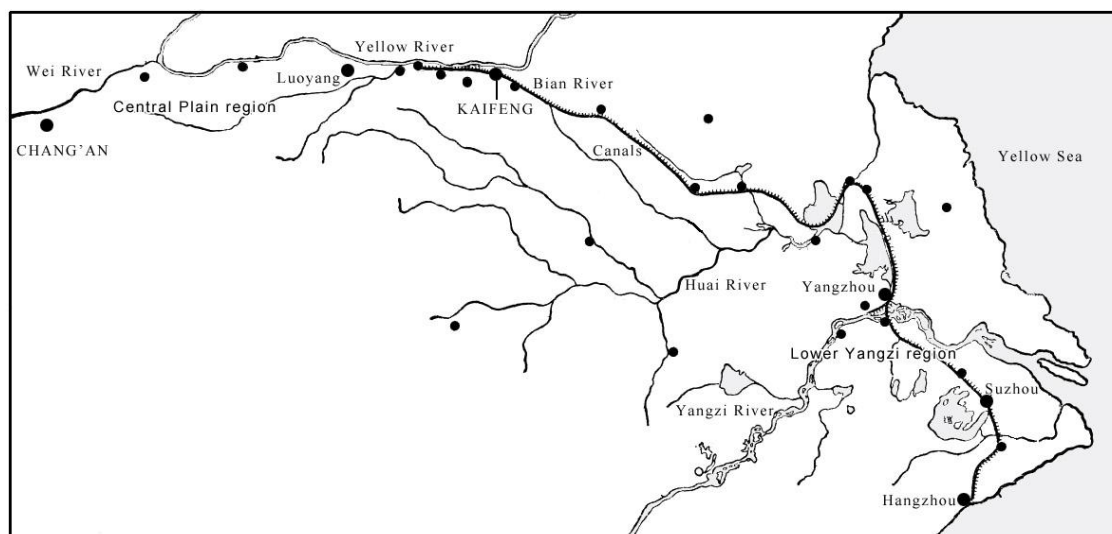 Yellow River
Wei River
Luoyang
Bian River
Central Plain region
KAIFENG
CHANG'AN
Canals
Yellow Sea
Huai River
Yangzhou
Lower Yangzi region
Suzhou
Yangzi River
Hangzhou